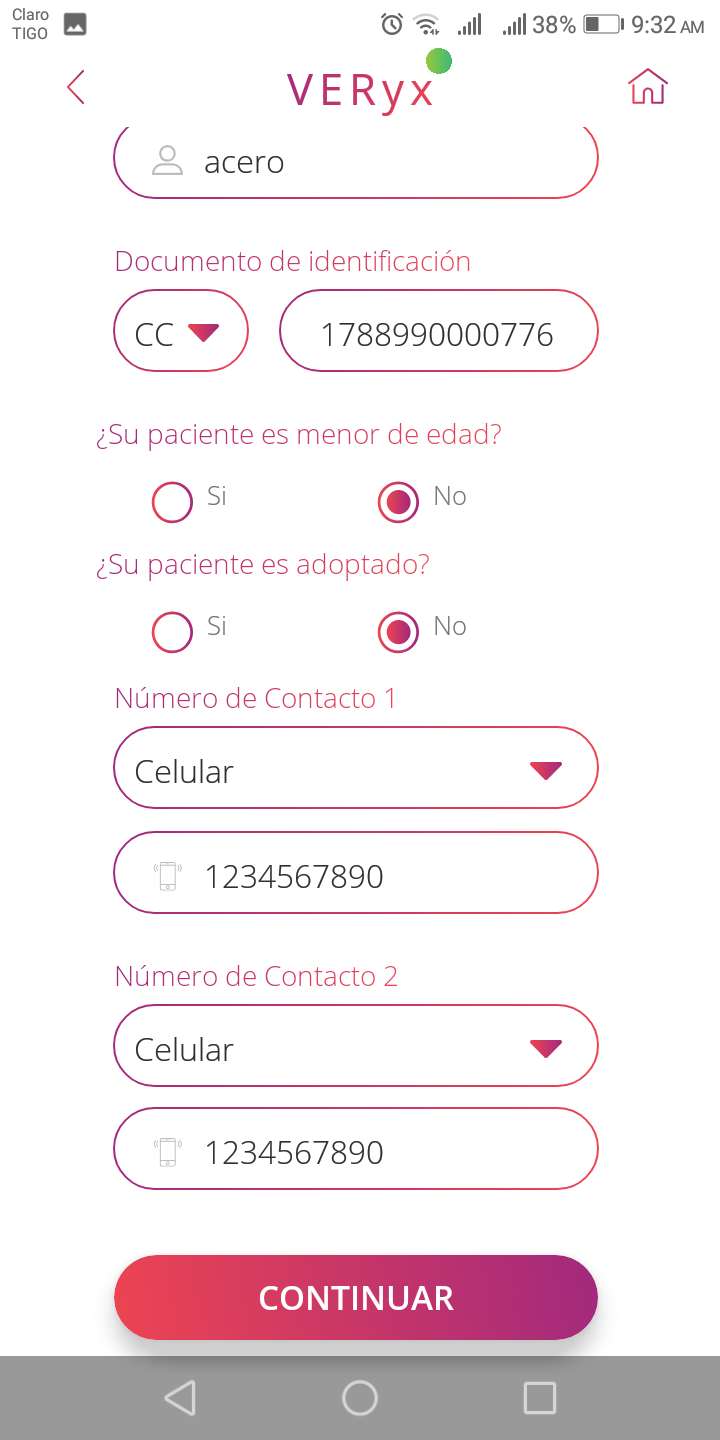 Claro
TIGO
38% 9:32 AM
VERyx
acero
Documento de identificación
CC 1788990000776
¿Su paciente es menor de edad?
Si No
¿Su paciente es adoptado?
Si No
Número de Contacto 1
Celular
1234567890
Número de Contacto 2
Celular
1234567890
CONTINUAR